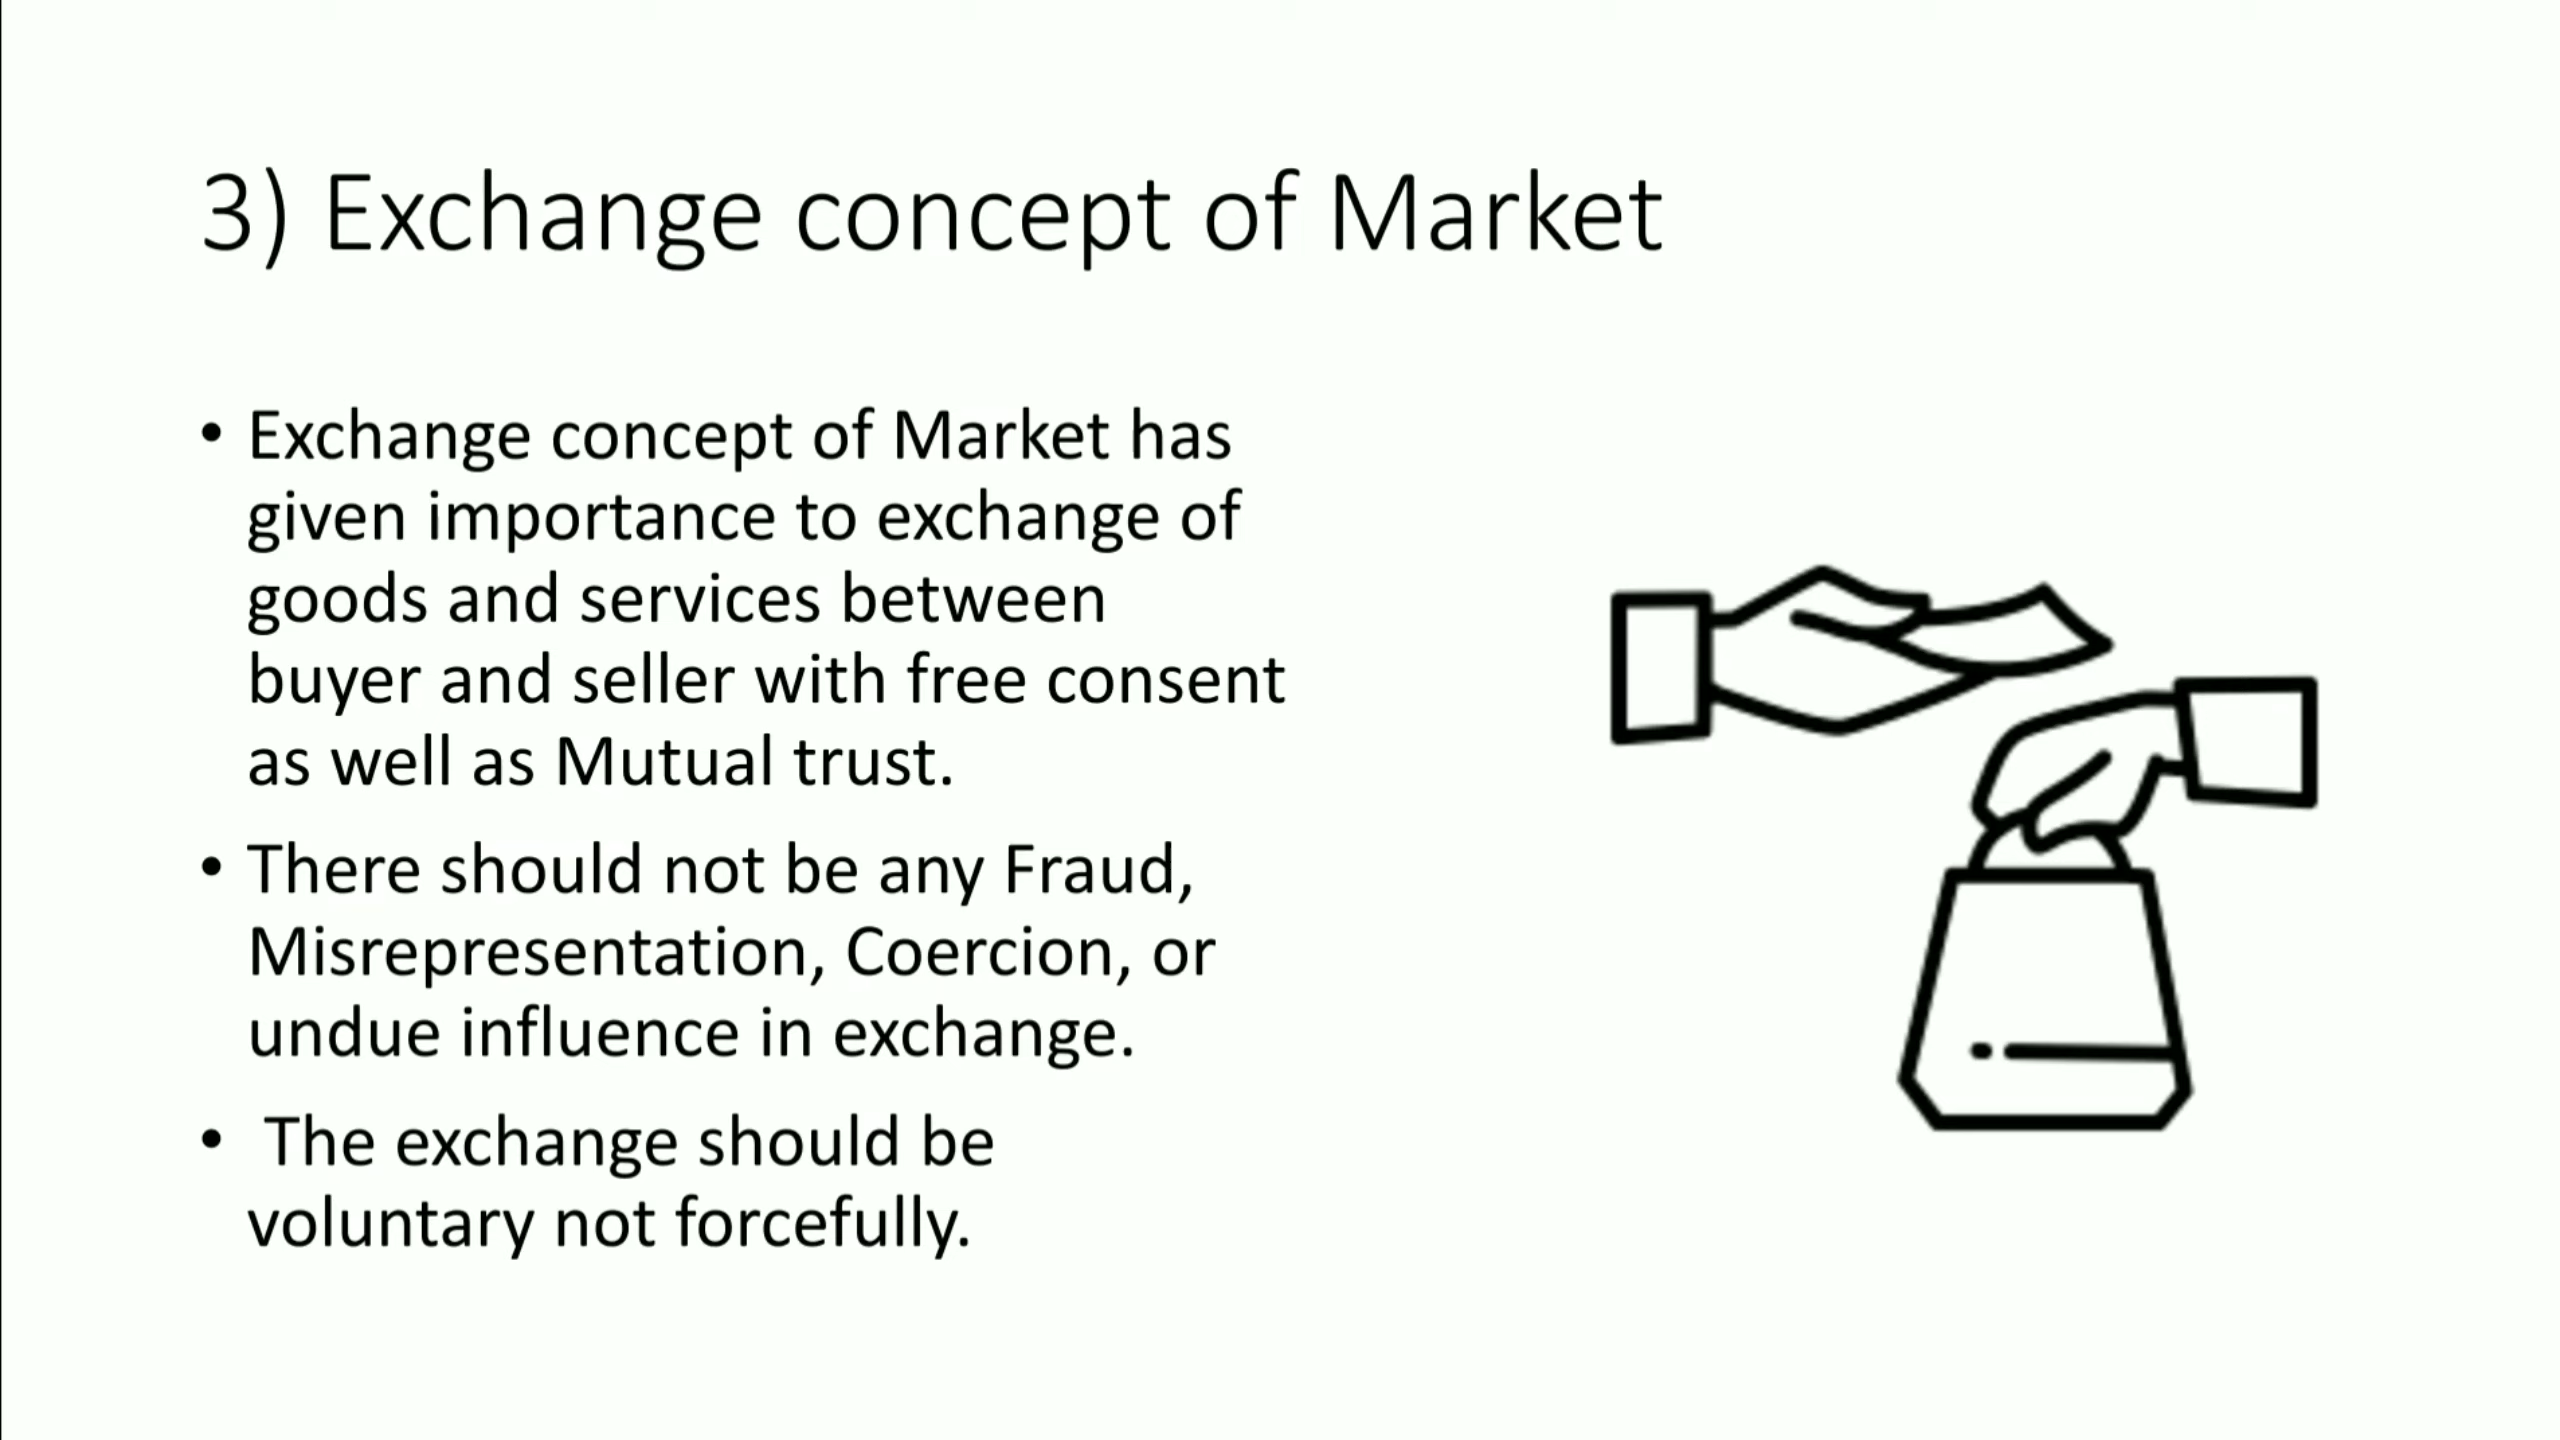 3) Exchange concept of Market
• Exchange concept of Market has
given importance to exchange of
goods and services between
buyer and seller with free consent
as well as Mutual trust.
• There should not be any Fraud,
Misrepresentation, Coercion, or
undue influence in exchange.
• The exchange should be
voluntary not forcefully.